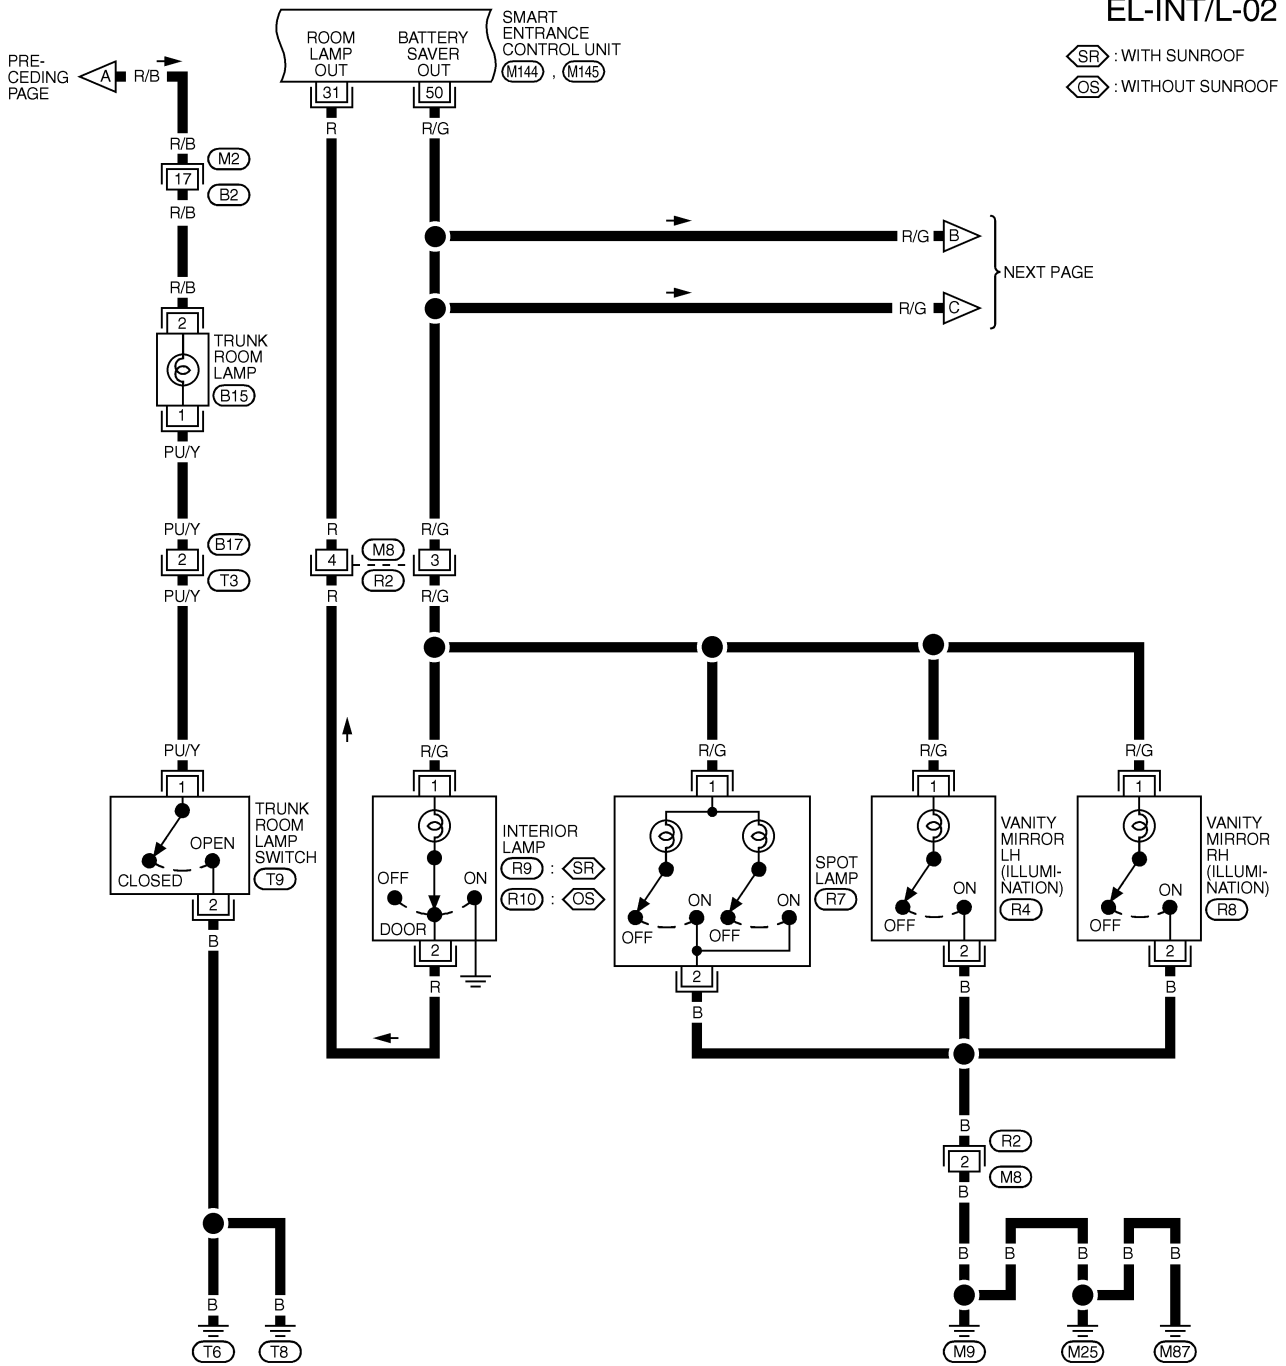 EL-INT/L-02
SR : WITH SUNROOF
OS : WITHOUT SUNROOF
PRE-
CEDING
PAGE
A
R/B
ROOM
LAMP
OUT
BATTERY
SAVER
OUT
SMART
ENTRANCE
CONTROL UNIT
M144 , M145
31
50
R
R/G
R/B
M2
17
B2
R/B
R/G
B
NEXT PAGE
R/G
C
R/B
2
TRUNK
ROOM
LAMP
B15
1
PU/Y
PU/Y
B17
2
T3
PU/Y
R
R/G
4
M8
3
R2
R
R/G
PU/Y
R/G
R/G
R/G
R/G
1
1
1
1
1
TRUNK
ROOM
LAMP
SWITCH
T9
OPEN
CLOSED
2
B
INTERIOR
LAMP
R9 : SR
R10 : OS
OFF
ON
DOOR
2
R
SPOT
LAMP
R7
ON
OFF
ON
OFF
2
B
VANITY
MIRROR
LH
(ILLUMI-
NATION)
R4
ON
OFF
2
B
VANITY
MIRROR
RH
(ILLUMI-
NATION)
R8
ON
OFF
2
B
B
R2
2
M8
B
B
B
B
B
B
B
B
T6
T8
M9
M25
M87